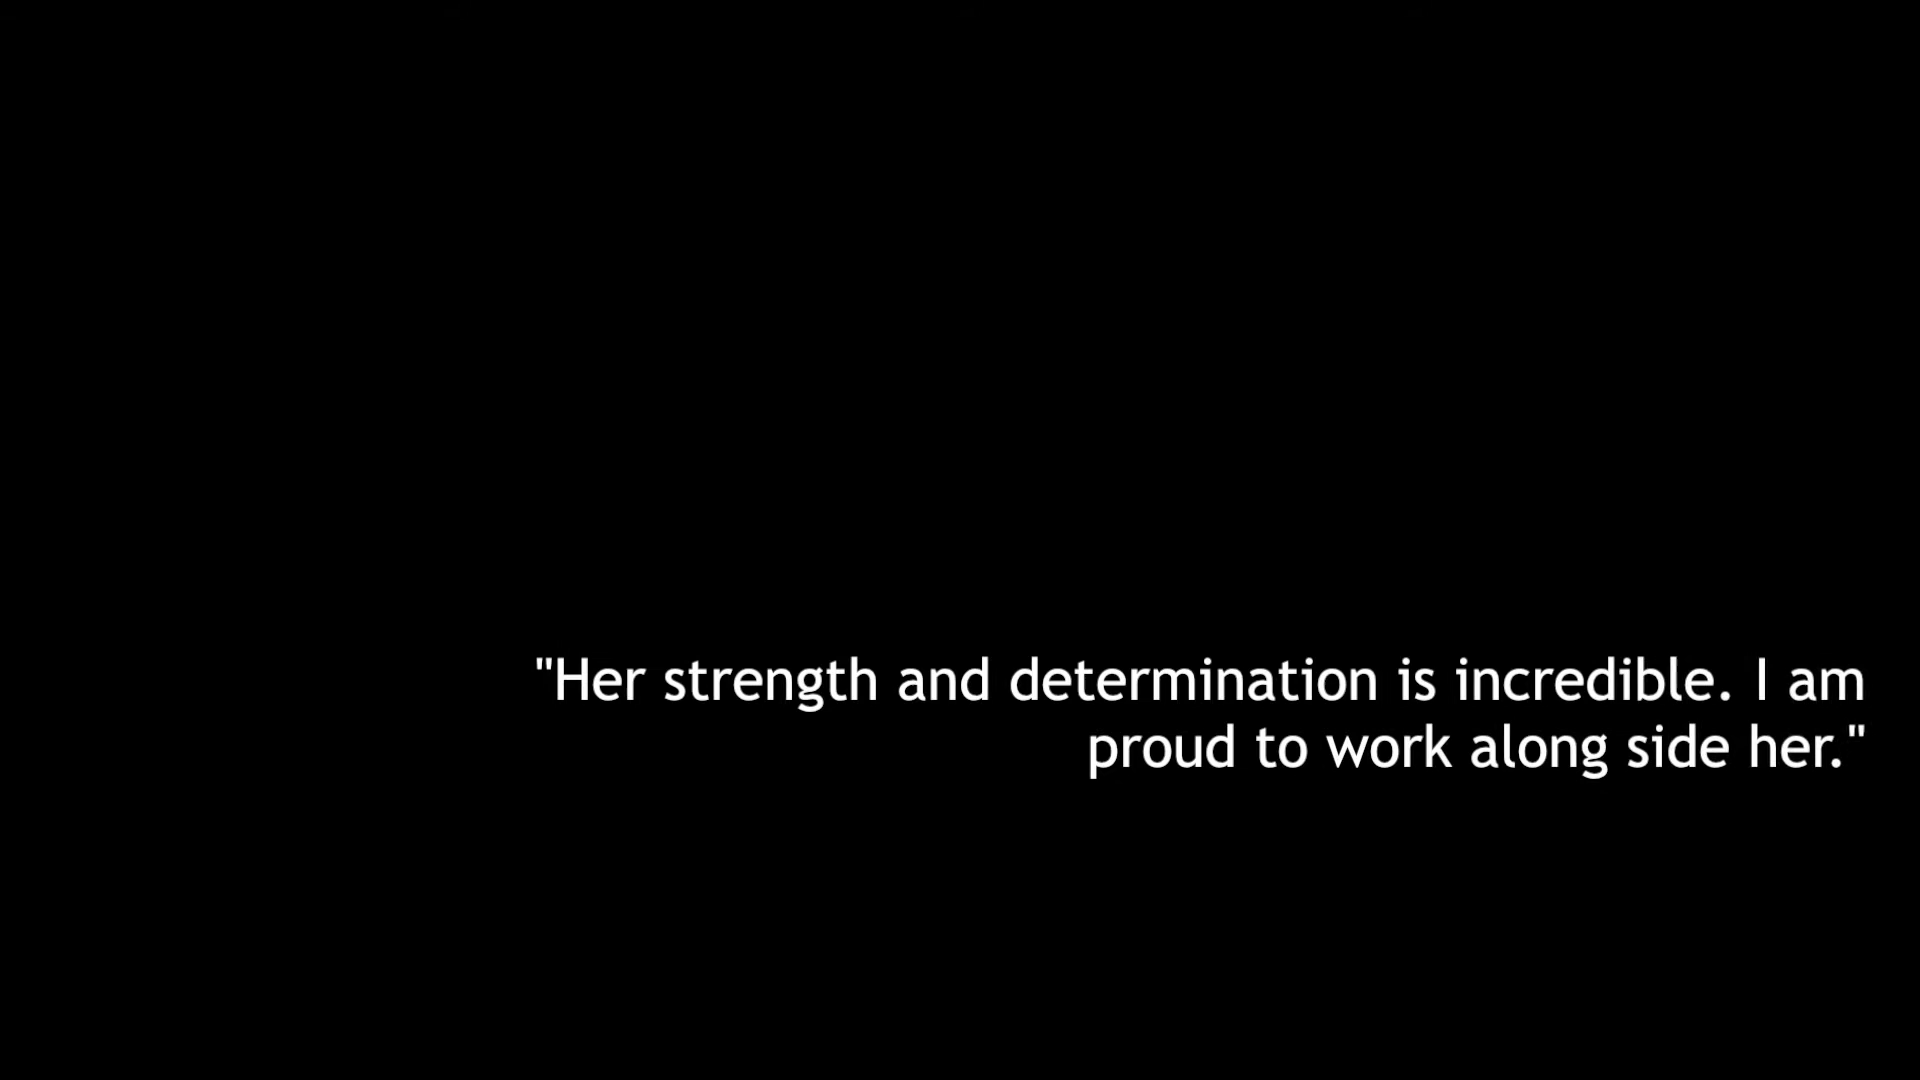 "Her strength and determination is incredible. I am
proud to work along side her."